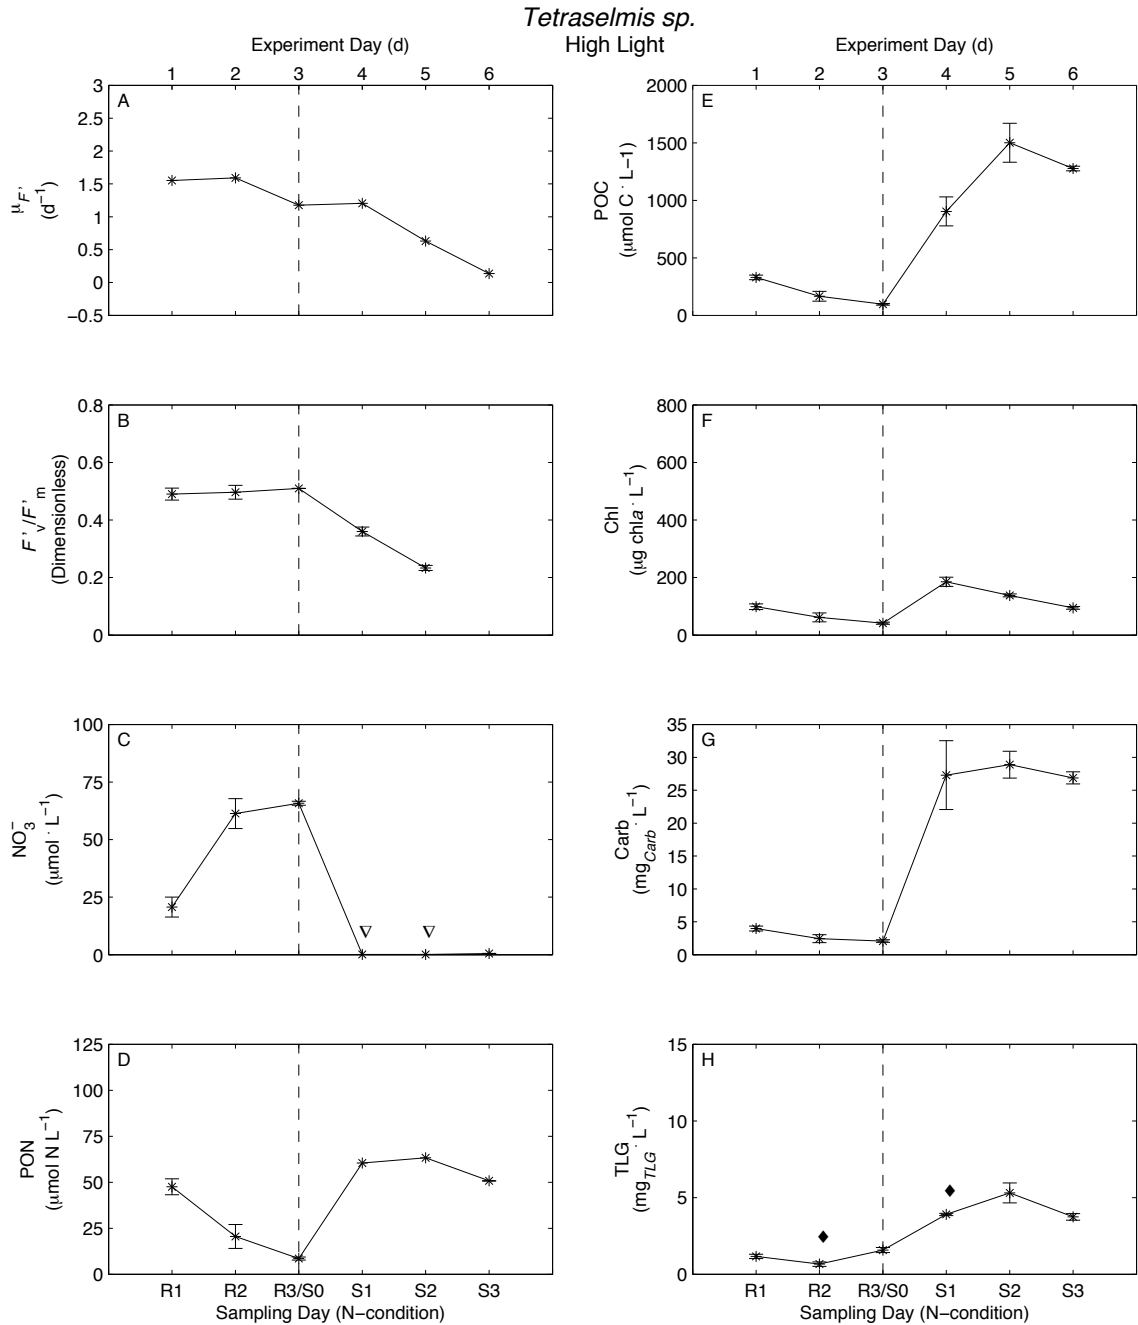 Tetraselmis sp.
High Light
Experiment Day (d)
1 2 3 4 5 6
A
3
2.5
2
1.5
1
0.5
0
−0.5
μF'
(d−1)
B
0.8
0.6
0.4
0.2
0
F'v/F'm
(Dimensionless)
C
100
75
50
25
0
NO3−
(μmol · L−1)
∇ ∇
D
125
100
75
50
25
0
PON
(μmol N L−1)
R1 R2 R3/S0 S1 S2 S3
Sampling Day (N−condition)
Experiment Day (d)
1 2 3 4 5 6
E
2000
1500
1000
500
0
POC
(μmol C · L−1)
F
800
600
400
200
0
Chl
(μg chla · L−1)
G
35
30
25
20
15
10
5
0
Carb
(mgCarb · L−1)
H
15
10
5
0
TLG
(mgTLG · L−1)
R1 R2 R3/S0 S1 S2 S3
Sampling Day (N−condition)